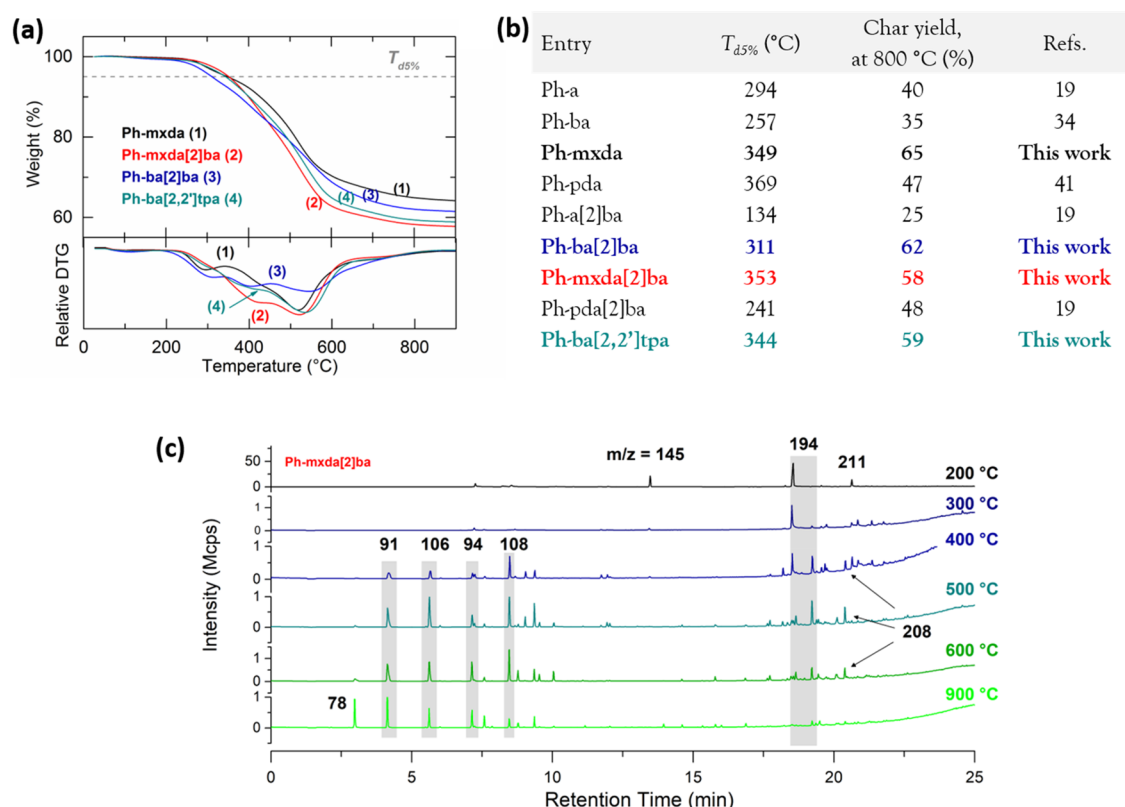 (a)
100
80
60
Weight (%)
Td5%
Ph-mxda (1)
Ph-mxda[2]ba (2)
Ph-ba[2]ba (3)
Ph-ba[2,2']tpa (4)
(1)
(3)
(4)
(2)
Relative DTG
(1)
(3)
(4)
(2)
0 200 400 600 800
Temperature (°C)
(b)
Entry Td5% (°C) Char yield, at 800 °C (%) Refs.
Ph-a 294 40 19
Ph-ba 257 35 34
Ph-mxda 349 65 This work
Ph-pda 369 47 41
Ph-a[2]ba 134 25 19
Ph-ba[2]ba 311 62 This work
Ph-mxda[2]ba 353 58 This work
Ph-pda[2]ba 241 48 19
Ph-ba[2,2']tpa 344 59 This work
(c)
Ph-mxda[2]ba
m/z = 145
194
211
200 °C
50
0
300 °C
1
0
91 106 94 108
400 °C
1
0
500 °C
1
0
208
600 °C
1
0
78
900 °C
1
0
Intensity (Mcps)
0 5 10 15 20 25
Retention Time (min)